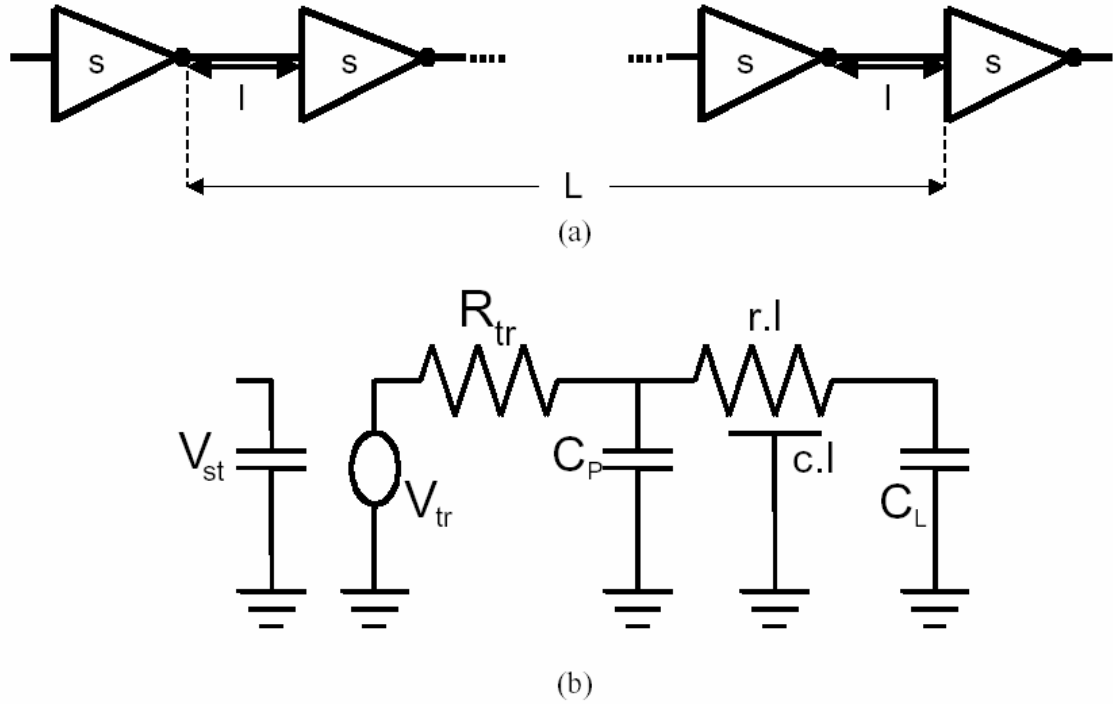 s s s s
l l
L
(a)
R_tr r.l
V_st V_tr C_P c.l C_L
(b)